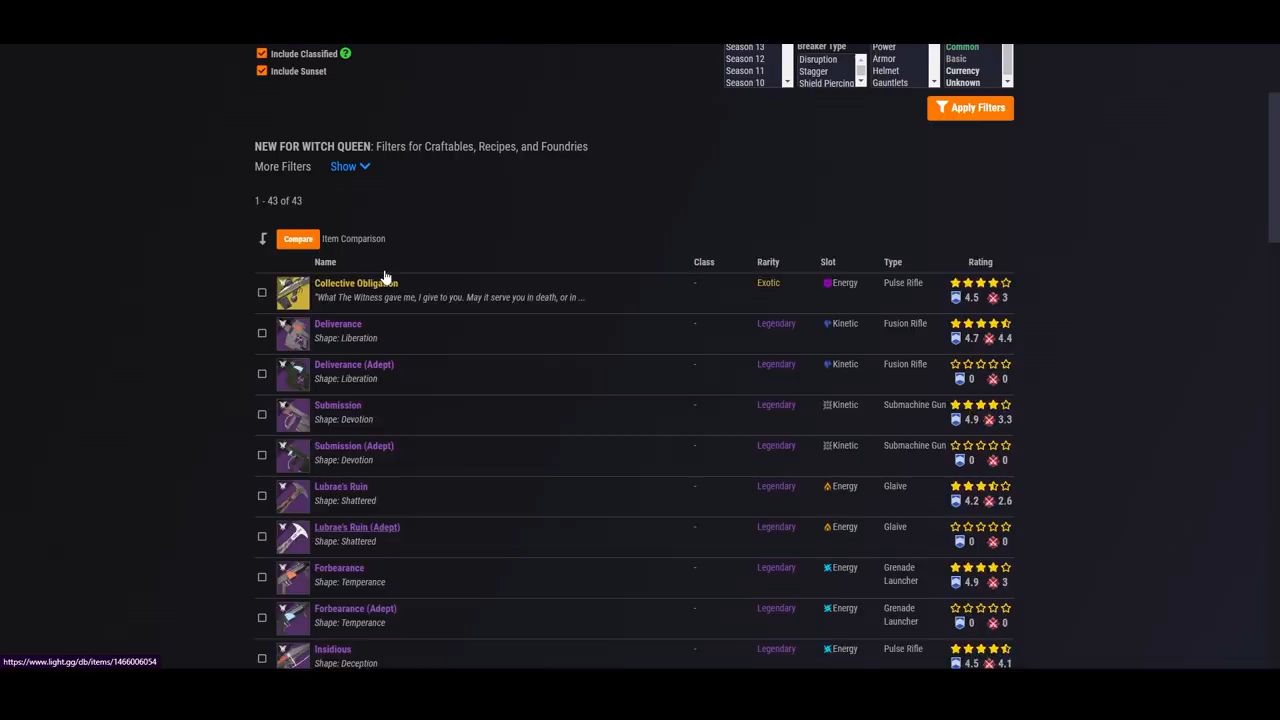 Include Classified ?
Include Sunset
Season 13
Season 12
Season 11
Season 10
Breaker Type
Disruption
Stagger
Shield Piercing
Power
Armor
Helmet
Gauntlets
Common
Basic
Currency
Unknown
Apply Filters
NEW FOR WITCH QUEEN: Filters for Craftables, Recipes, and Foundries
More Filters Show
1 - 43 of 43
Compare Item Comparison
Name Class Rarity Slot Type Rating
Collective Obligation - Exotic Energy Pulse Rifle
"What The Witness gave me, I give to you. May it serve you in death, or in ... 4.5 3
Deliverance - Legendary Kinetic Fusion Rifle
Shape: Liberation 4.7 4.4
Deliverance (Adept) - Legendary Kinetic Fusion Rifle
Shape: Liberation 0 0
Submission - Legendary Kinetic Submachine Gun
Shape: Devotion 4.9 3.3
Submission (Adept) - Legendary Kinetic Submachine Gun
Shape: Devotion 0 0
Lubrae's Ruin - Legendary Energy Glaive
Shape: Shattered 4.2 2.6
Lubrae's Ruin (Adept) - Legendary Energy Glaive
Shape: Shattered 0 0
Forbearance - Legendary Energy Grenade Launcher
Shape: Temperance 4.9 3
Forbearance (Adept) - Legendary Energy Grenade Launcher
Shape: Temperance 0 0
Insidious - Legendary Energy Pulse Rifle
Shape: Deception 4.5 4.1
https://www.light.gg/db/items/1466006054